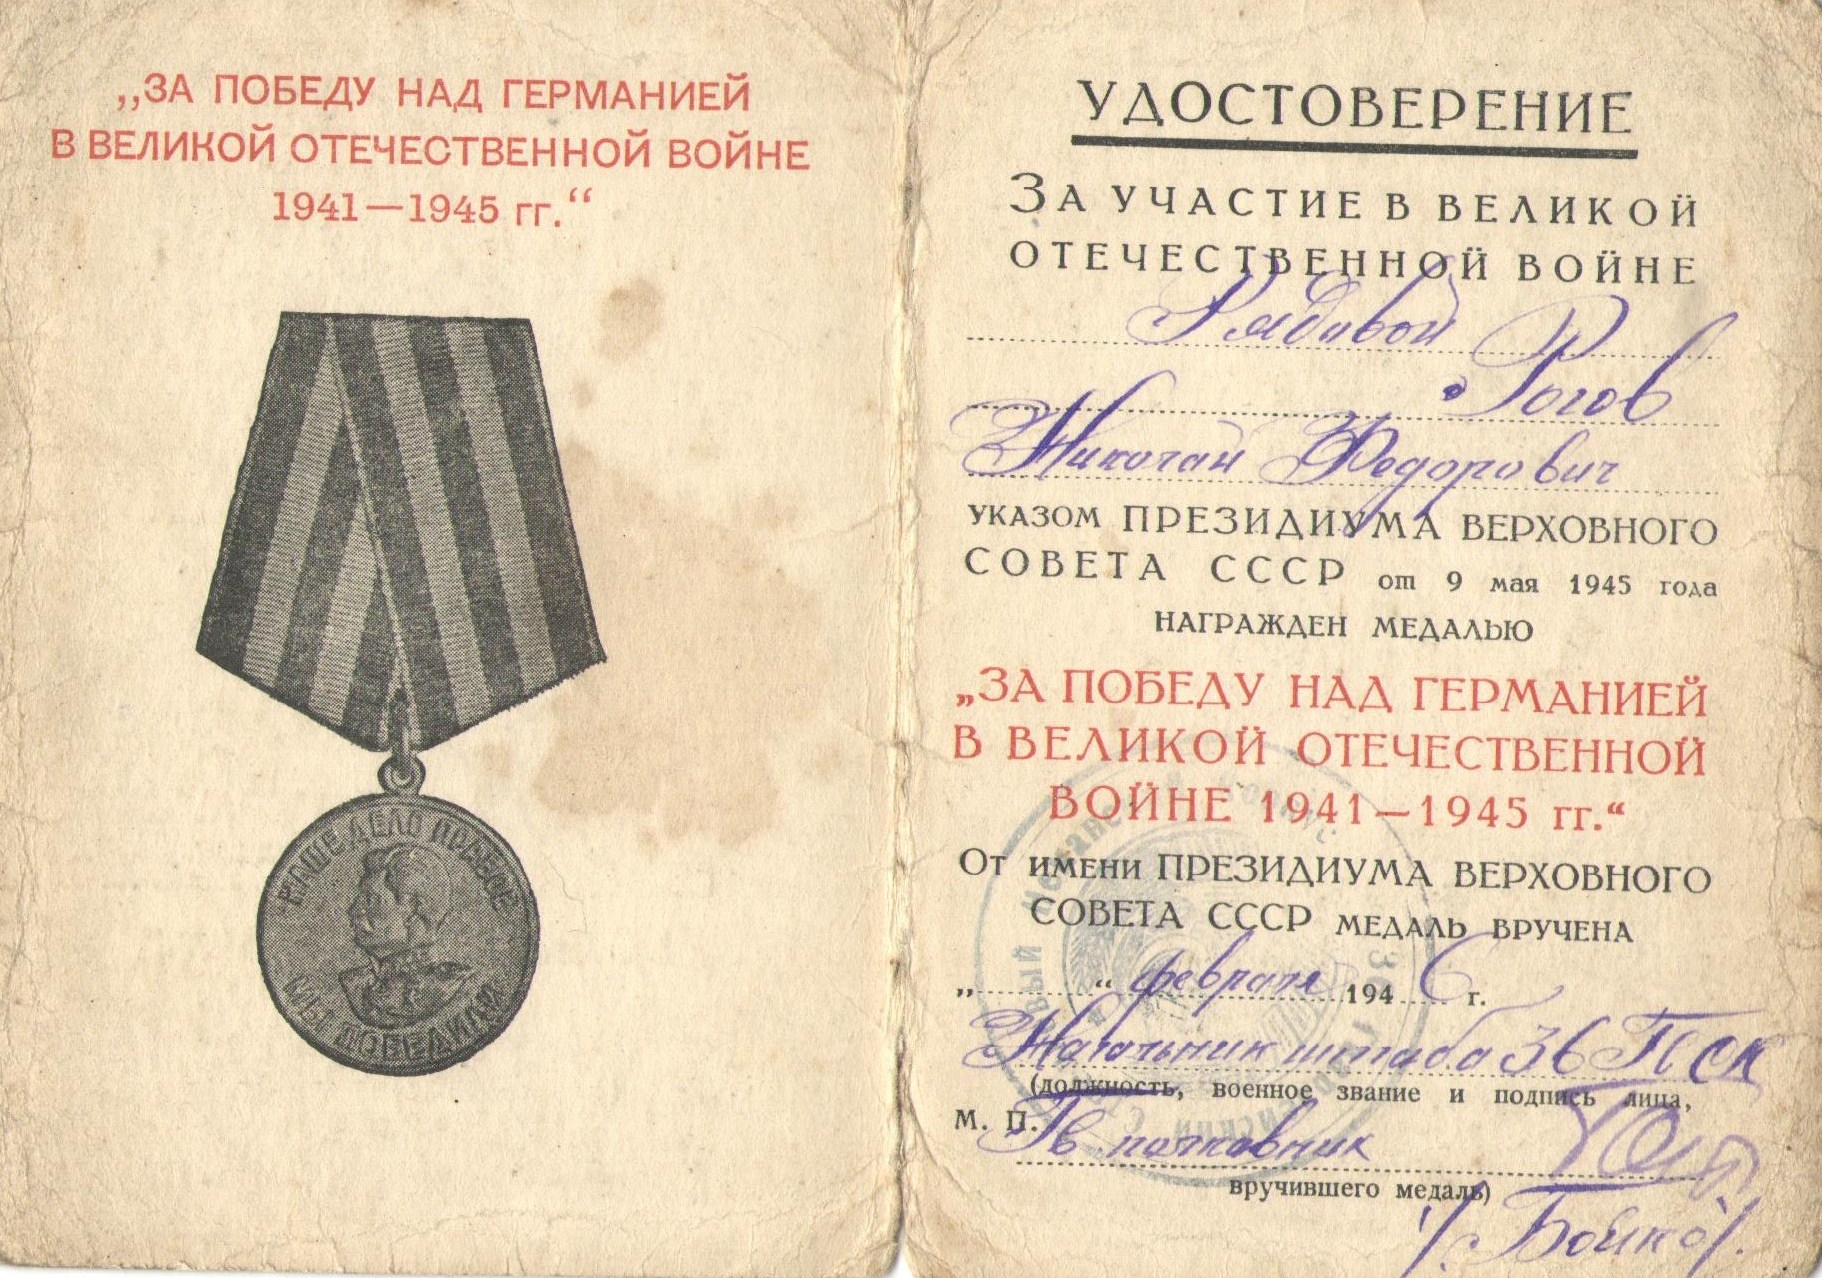 „ЗА ПОБЕДУ НАД ГЕРМАНИЕЙ
В ВЕЛИКОЙ ОТЕЧЕСТВЕННОЙ ВОЙНЕ
1941—1945 гг.“
НАШЕ ДЕЛО ПРАВОЕ
МЫ ПОБЕДИЛИ
УДОСТОВЕРЕНИЕ
ЗА УЧАСТИЕ В ВЕЛИКОЙ
ОТЕЧЕСТВЕННОЙ ВОЙНЕ
Рядовой Рогов
Николай Федорович
УКАЗОМ ПРЕЗИДИУМА ВЕРХОВНОГО
СОВЕТА СССР от 9 мая 1945 года
НАГРАЖДЕН МЕДАЛЬЮ
„ЗА ПОБЕДУ НАД ГЕРМАНИЕЙ
В ВЕЛИКОЙ ОТЕЧЕСТВЕННОЙ
ВОЙНЕ 1941—1945 гг.“
ОТ ИМЕНИ ПРЕЗИДИУМА ВЕРХОВНОГО
СОВЕТА СССР МЕДАЛЬ ВРУЧЕНА
„ “ февраля 1946 г.
Начальник штаба 36 Г
(должность, военное звание и подпись лица,
М. П. Гв полковник
вручившего медаль)
/Бойко/.